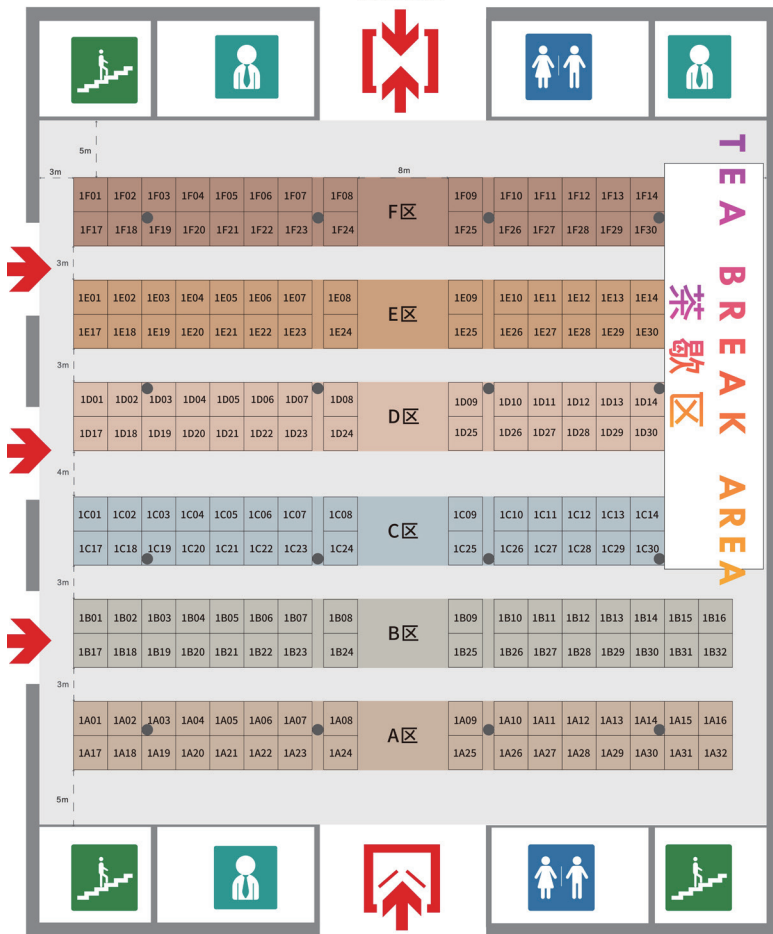 5m
3m
8m
1F01 1F02 1F03 1F04 1F05 1F06 1F07 1F08 F区 1F09 1F10 1F11 1F12 1F13 1F14
1F17 1F18 1F19 1F20 1F21 1F22 1F23 1F24 1F25 1F26 1F27 1F28 1F29 1F30
3m
1E01 1E02 1E03 1E04 1E05 1E06 1E07 1E08 E区 1E09 1E10 1E11 1E12 1E13 1E14
1E17 1E18 1E19 1E20 1E21 1E22 1E23 1E24 1E25 1E26 1E27 1E28 1E29 1E30
3m
1D01 1D02 1D03 1D04 1D05 1D06 1D07 1D08 D区 1D09 1D10 1D11 1D12 1D13 1D14
1D17 1D18 1D19 1D20 1D21 1D22 1D23 1D24 1D25 1D26 1D27 1D28 1D29 1D30
4m
1C01 1C02 1C03 1C04 1C05 1C06 1C07 1C08 C区 1C09 1C10 1C11 1C12 1C13 1C14
1C17 1C18 1C19 1C20 1C21 1C22 1C23 1C24 1C25 1C26 1C27 1C28 1C29 1C30
3m
1B01 1B02 1B03 1B04 1B05 1B06 1B07 1B08 B区 1B09 1B10 1B11 1B12 1B13 1B14 1B15 1B16
1B17 1B18 1B19 1B20 1B21 1B22 1B23 1B24 1B25 1B26 1B27 1B28 1B29 1B30 1B31 1B32
3m
1A01 1A02 1A03 1A04 1A05 1A06 1A07 1A08 A区 1A09 1A10 1A11 1A12 1A13 1A14 1A15 1A16
1A17 1A18 1A19 1A20 1A21 1A22 1A23 1A24 1A25 1A26 1A27 1A28 1A29 1A30 1A31 1A32
5m
TEA BREAK AREA
茶歇区